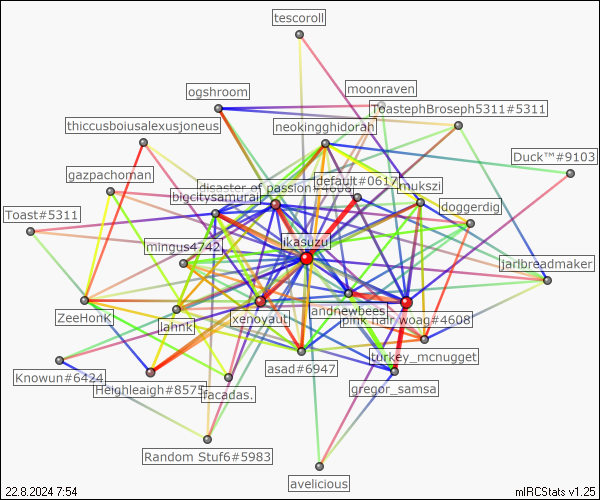 tescoroll
moonraven
ogshroom
ToastephBroseph5311#5311
thiccusboiusalexusjoneus
neokingghidorah
Duck™#9103
gazpachoman
disaster of passion#4608
default#0617
mukszi
bigcitysamurai
doggerdig
Toast#5311
mingus4742
jkasuzu
jarlbreadmaker
ZeeHonK
lahnk
xenoyaut
landnewbees
pink hair woag#4608
turkey_mcnugget
asad#6947
Knowun#6424
Heighleaigh#8575
facadas.
gregor_samsa
Random Stuf6#5983
avelicious
22.8.2024 7:54
mIRCStats v1.25